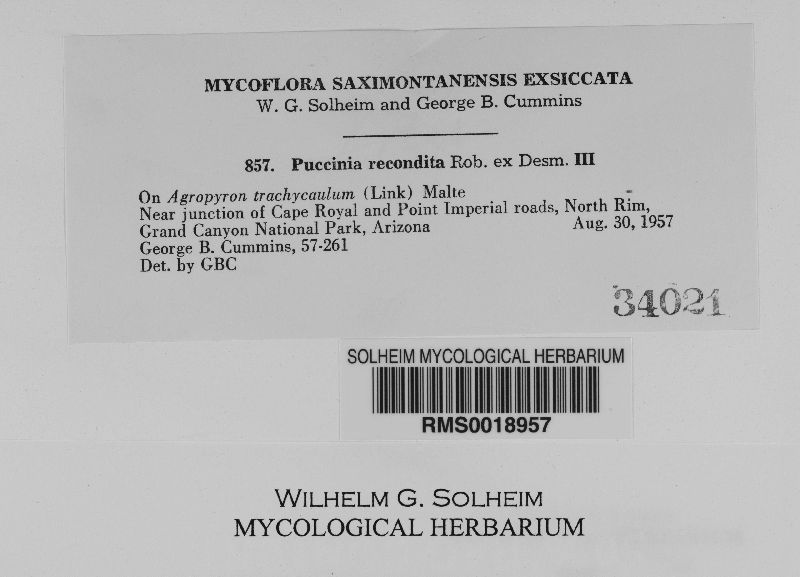 MYCOFLORA SAXIMONTANENSIS EXSICCATA
W. G. Solheim and George B. Cummins
857. Puccinia recondita Rob. ex Desm. III
On Agropyron trachycaulum (Link) Malte
Near junction of Cape Royal and Point Imperial roads, North Rim,
Grand Canyon National Park, Arizona Aug. 30, 1957
George B. Cummins, 57-261
Det. by GBC
34021
SOLHEIM MYCOLOGICAL HERBARIUM
RMS0018957
WILHELM G. SOLHEIM
MYCOLOGICAL HERBARIUM